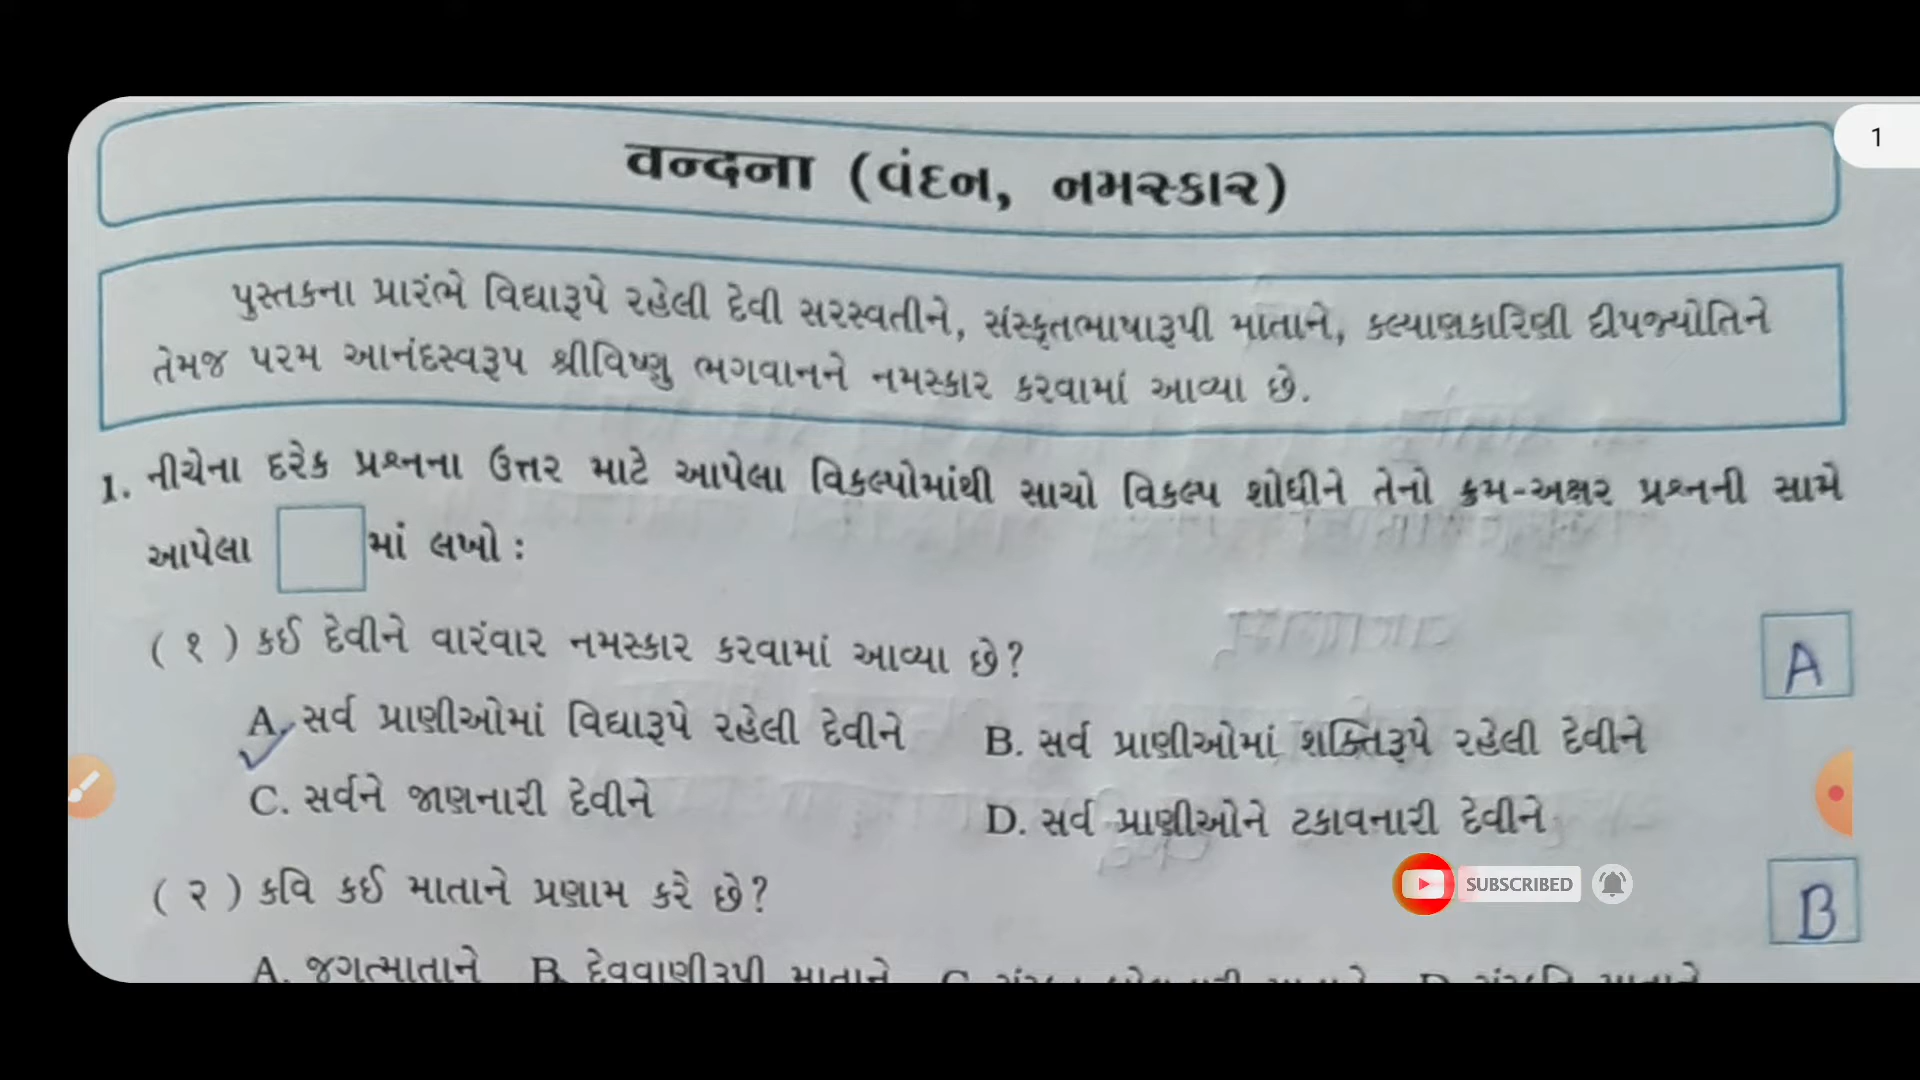 1
વન્દના (વંદન, નમસ્કાર)
પુસ્તકના પ્રારંભે વિદ્યારૂપે રહેલી દેવી સરસ્વતીને, સંસ્કૃતભાષારૂપી માતાને, કલ્યાણકારિણી દીપજ્યોતિને
તેમજ પરમ આનંદસ્વરૂપ શ્રીવિષ્ણુ ભગવાનને નમસ્કાર કરવામાં આવ્યા છે.
1. નીચેના દરેક પ્રશ્નના ઉત્તર માટે આપેલા વિકલ્પોમાંથી સાચો વિકલ્પ શોધીને તેનો ક્રમ-અક્ષર પ્રશ્નની સામે
આપેલા માં લખો :
( ૧ ) કઈ દેવીને વારંવાર નમસ્કાર કરવામાં આવ્યા છે? A
A. સર્વ પ્રાણીઓમાં વિદ્યારૂપે રહેલી દેવીને B. સર્વ પ્રાણીઓમાં શક્તિરૂપે રહેલી દેવીને
C. સર્વને જાણનારી દેવીને D. સર્વ પ્રાણીઓને ટકાવનારી દેવીને
SUBSCRIBED
( ૨ ) કવિ કઈ માતાને પ્રણામ કરે છે? B
A. જગત્માતાને B. દેવવાણીરૂપી માતાને